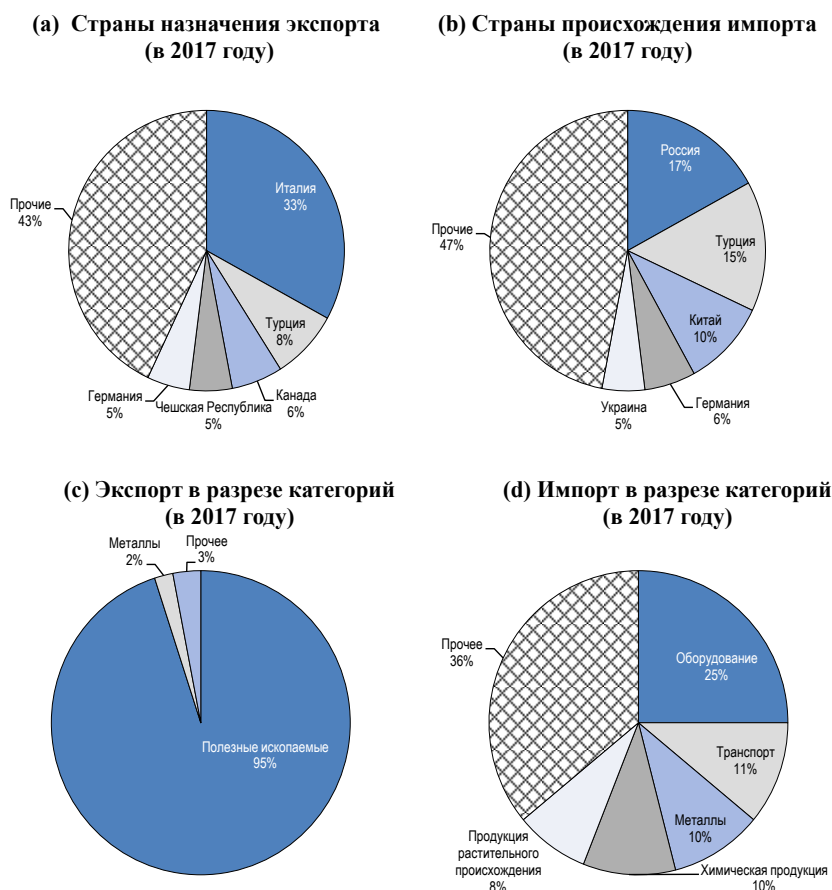 (a) Страны назначения экспорта
(в 2017 году)
Италия
33%
Турция
8%
Канада
6%
Чешская Республика
5%
Германия
5%
Прочие
43%
(b) Страны происхождения импорта
(в 2017 году)
Россия
17%
Турция
15%
Китай
10%
Германия
6%
Украина
5%
Прочие
47%
(c) Экспорт в разрезе категорий
(в 2017 году)
Металлы
2%
Прочее
3%
Полезные ископаемые
95%
(d) Импорт в разрезе категорий
(в 2017 году)
Оборудование
25%
Транспорт
11%
Металлы
10%
Химическая продукция
10%
Продукция
растительного
происхождения
8%
Прочее
36%